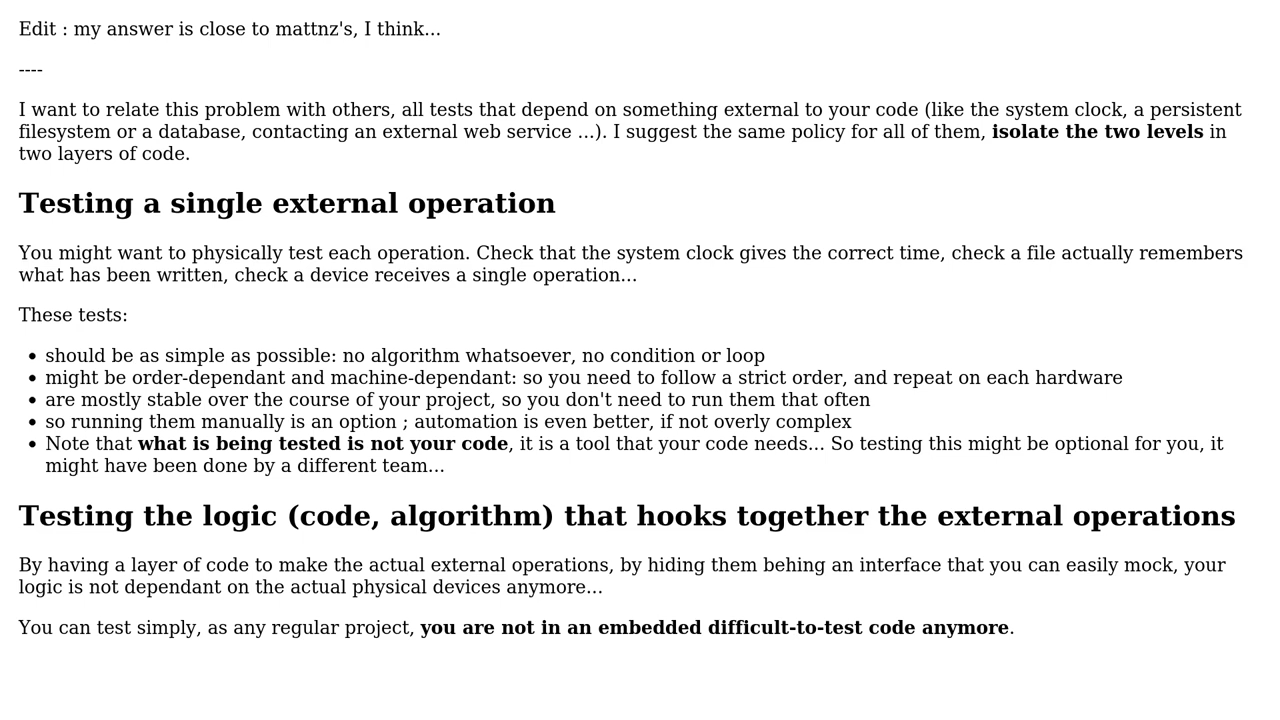 Edit : my answer is close to mattnz's, I think...
----
I want to relate this problem with others, all tests that depend on something external to your code (like the system clock, a persistent
filesystem or a database, contacting an external web service ...). I suggest the same policy for all of them, isolate the two levels in
two layers of code.
Testing a single external operation
You might want to physically test each operation. Check that the system clock gives the correct time, check a file actually remembers
what has been written, check a device receives a single operation...
These tests:
• should be as simple as possible: no algorithm whatsoever, no condition or loop
• might be order-dependant and machine-dependant: so you need to follow a strict order, and repeat on each hardware
• are mostly stable over the course of your project, so you don't need to run them that often
• so running them manually is an option ; automation is even better, if not overly complex
• Note that what is being tested is not your code, it is a tool that your code needs... So testing this might be optional for you, it
might have been done by a different team...
Testing the logic (code, algorithm) that hooks together the external operations
By having a layer of code to make the actual external operations, by hiding them behing an interface that you can easily mock, your
logic is not dependant on the actual physical devices anymore...
You can test simply, as any regular project, you are not in an embedded difficult-to-test code anymore.